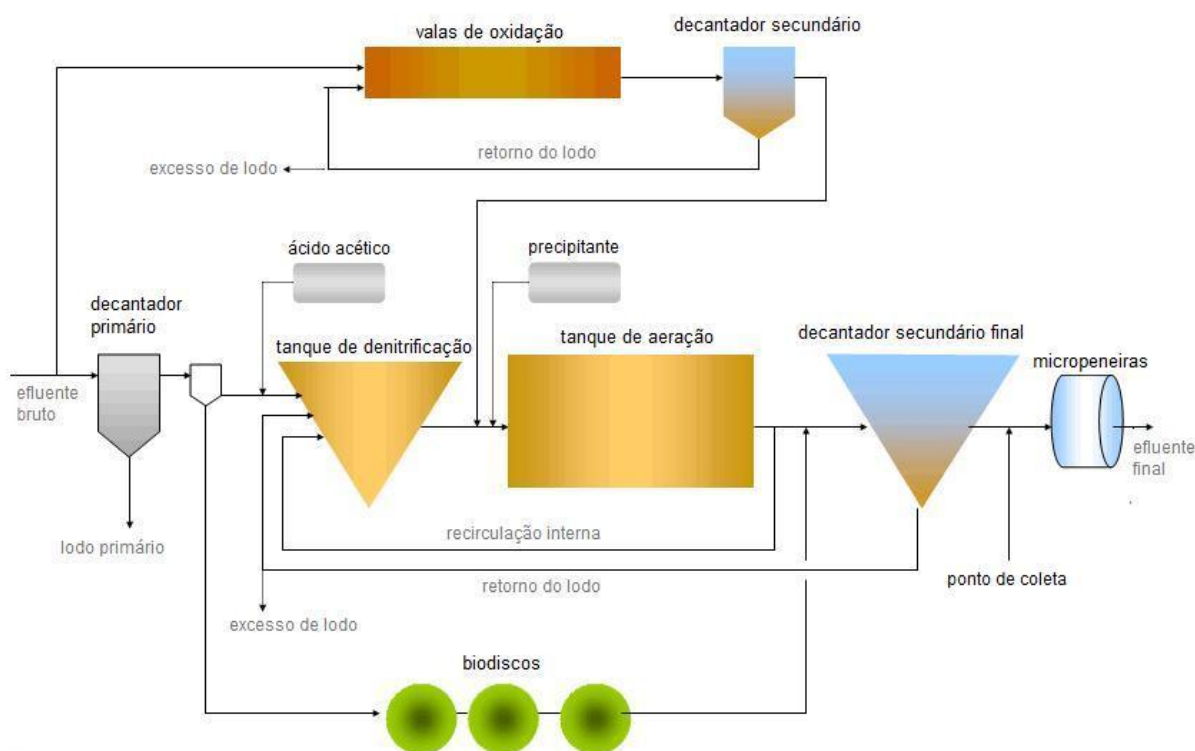 valas de oxidação
decantador secundário
retorno do lodo
excesso de lodo
ácido acético
precipitante
decantador
primário
tanque de denitrificação
tanque de aeração
decantador secundário final
micropeneiras
efluente
bruto
efluente
final
recirculação interna
lodo primário
retorno do lodo
ponto de coleta
excesso de lodo
biodiscos